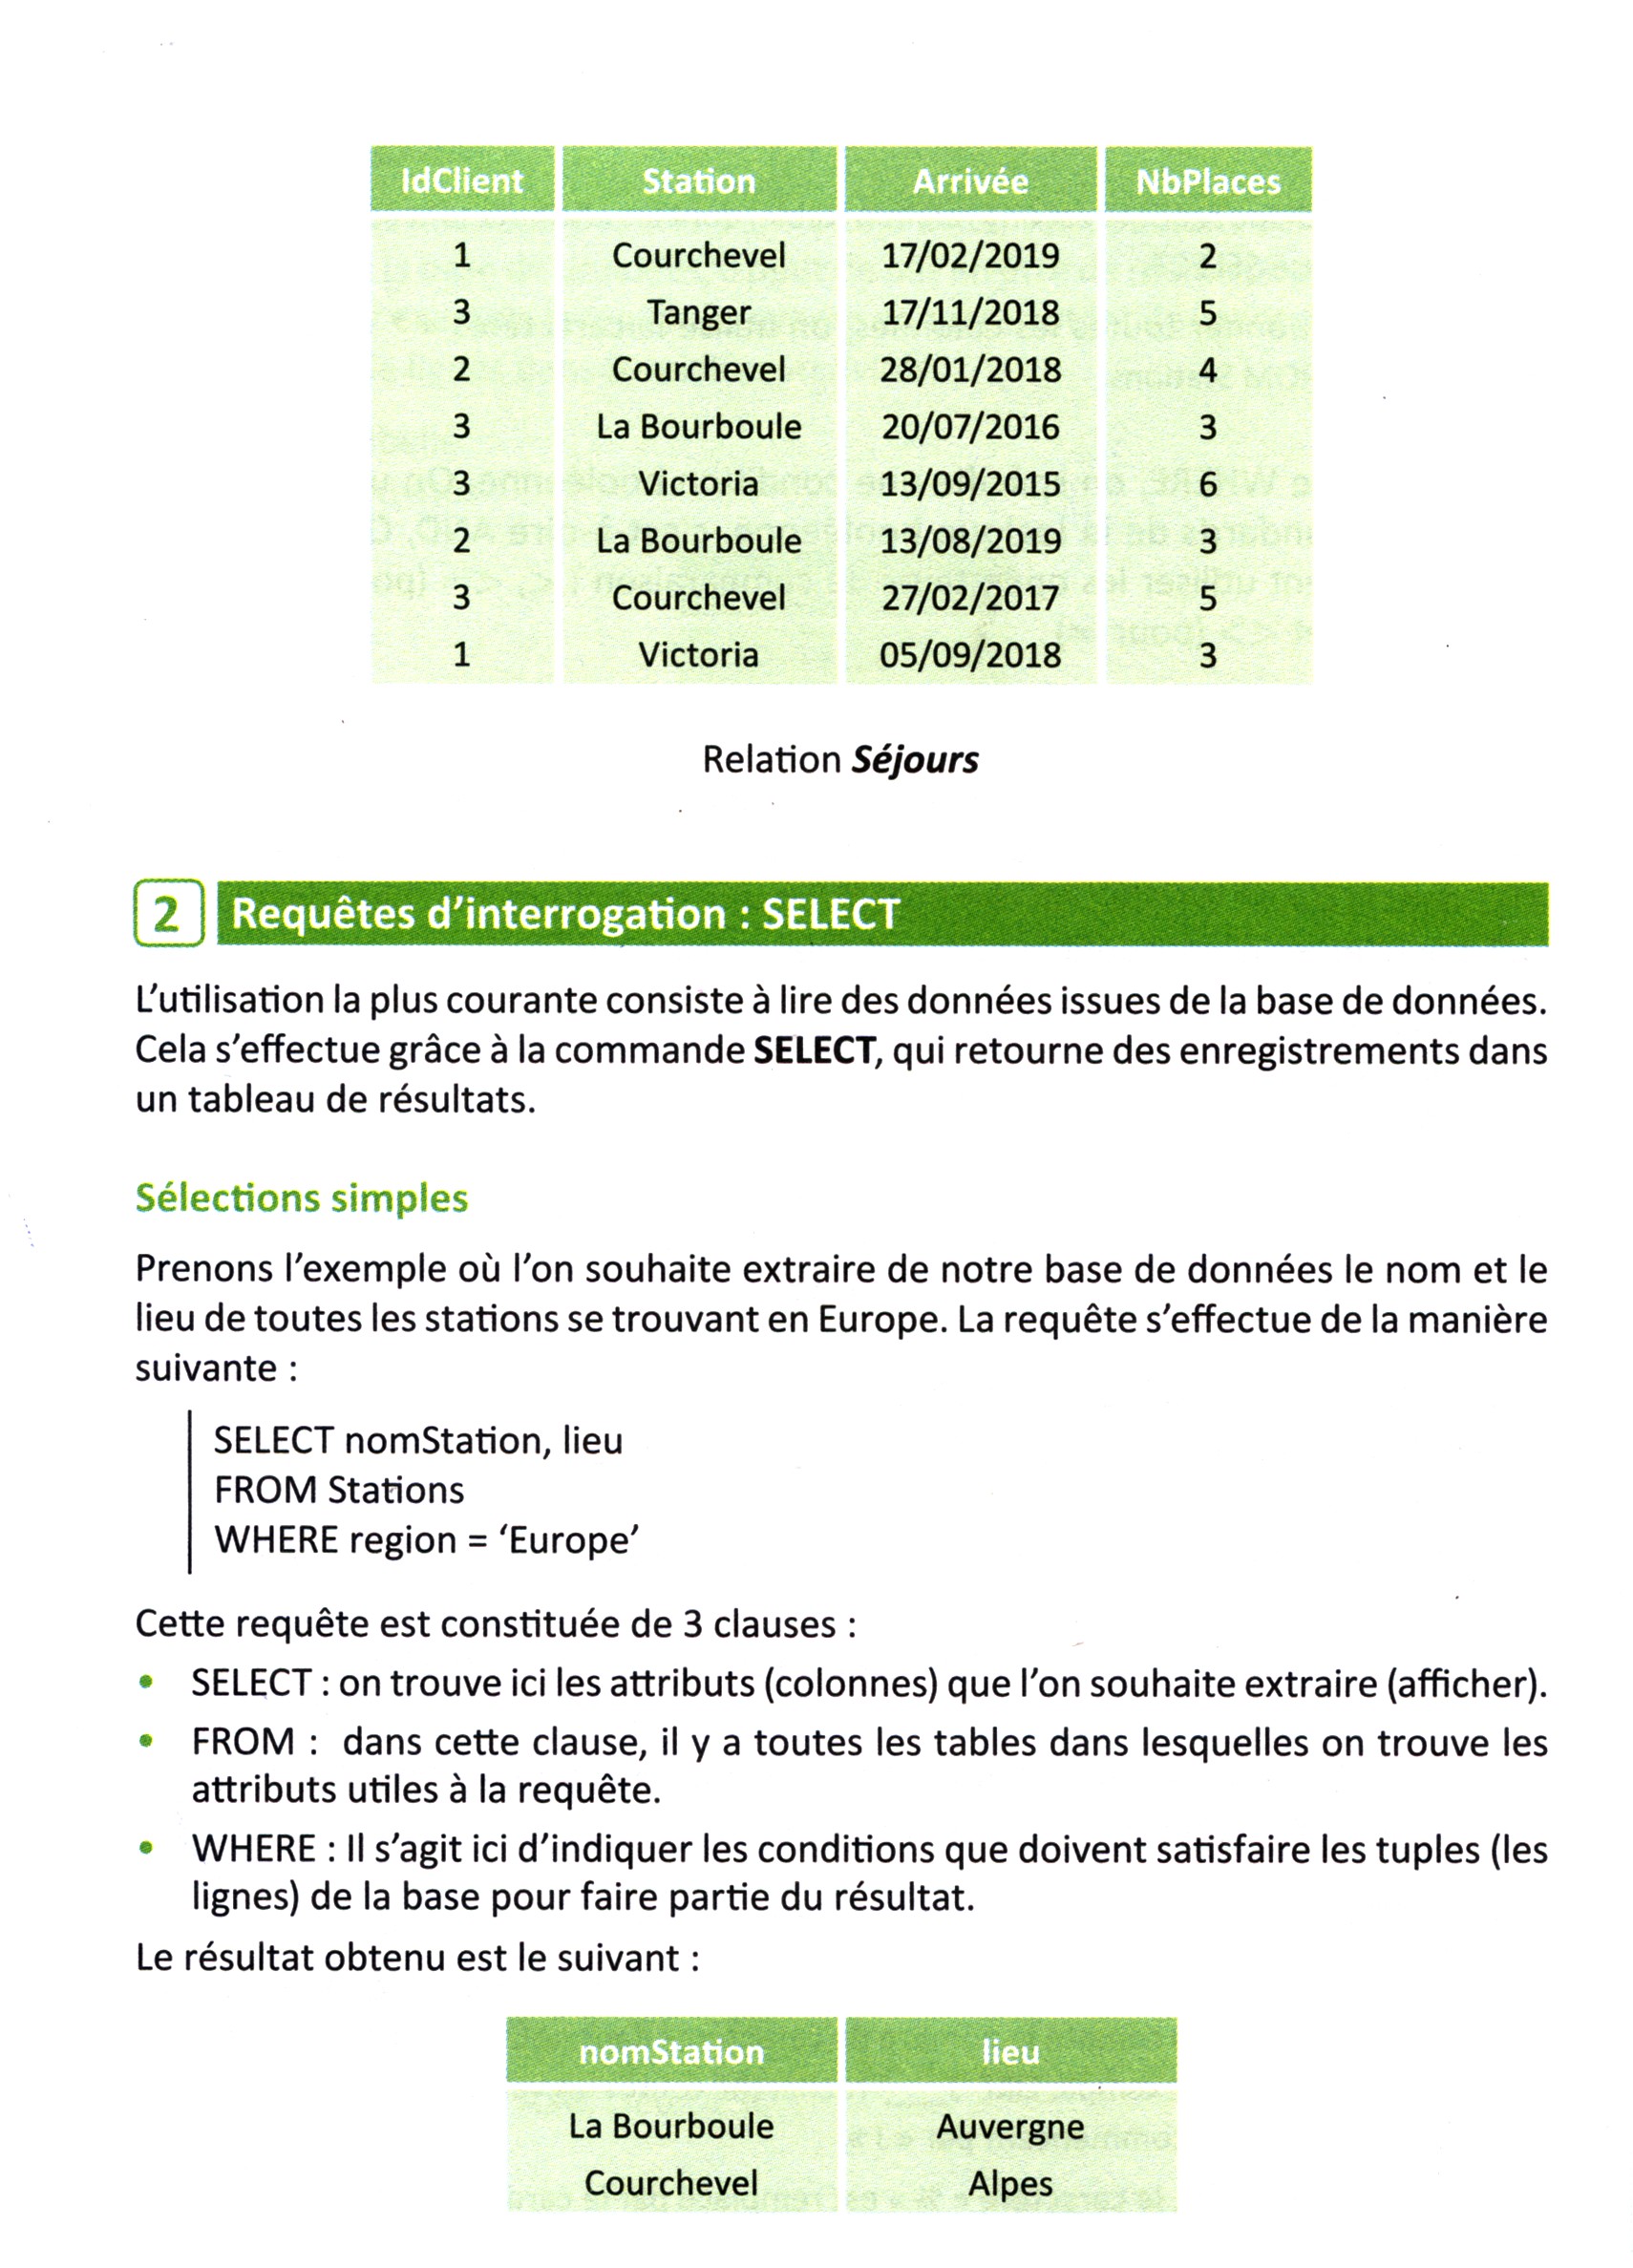 IdClient Station Arrivée NbPlaces
1 Courchevel 17/02/2019 2
3 Tanger 17/11/2018 5
2 Courchevel 28/01/2018 4
3 La Bourboule 20/07/2016 3
3 Victoria 13/09/2015 6
2 La Bourboule 13/08/2019 3
3 Courchevel 27/02/2017 5
1 Victoria 05/09/2018 3
Relation Séjours
2 Requêtes d’interrogation : SELECT
L’utilisation la plus courante consiste à lire des données issues de la base de données.
Cela s’effectue grâce à la commande SELECT, qui retourne des enregistrements dans
un tableau de résultats.
Sélections simples
Prenons l’exemple où l’on souhaite extraire de notre base de données le nom et le
lieu de toutes les stations se trouvant en Europe. La requête s’effectue de la manière
suivante :
SELECT nomStation, lieu
FROM Stations
WHERE region = ‘Europe’
Cette requête est constituée de 3 clauses :
• SELECT : on trouve ici les attributs (colonnes) que l’on souhaite extraire (afficher).
• FROM : dans cette clause, il y a toutes les tables dans lesquelles on trouve les
attributs utiles à la requête.
• WHERE : Il s’agit ici d’indiquer les conditions que doivent satisfaire les tuples (les
lignes) de la base pour faire partie du résultat.
Le résultat obtenu est le suivant :
nomStation lieu
La Bourboule Auvergne
Courchevel Alpes